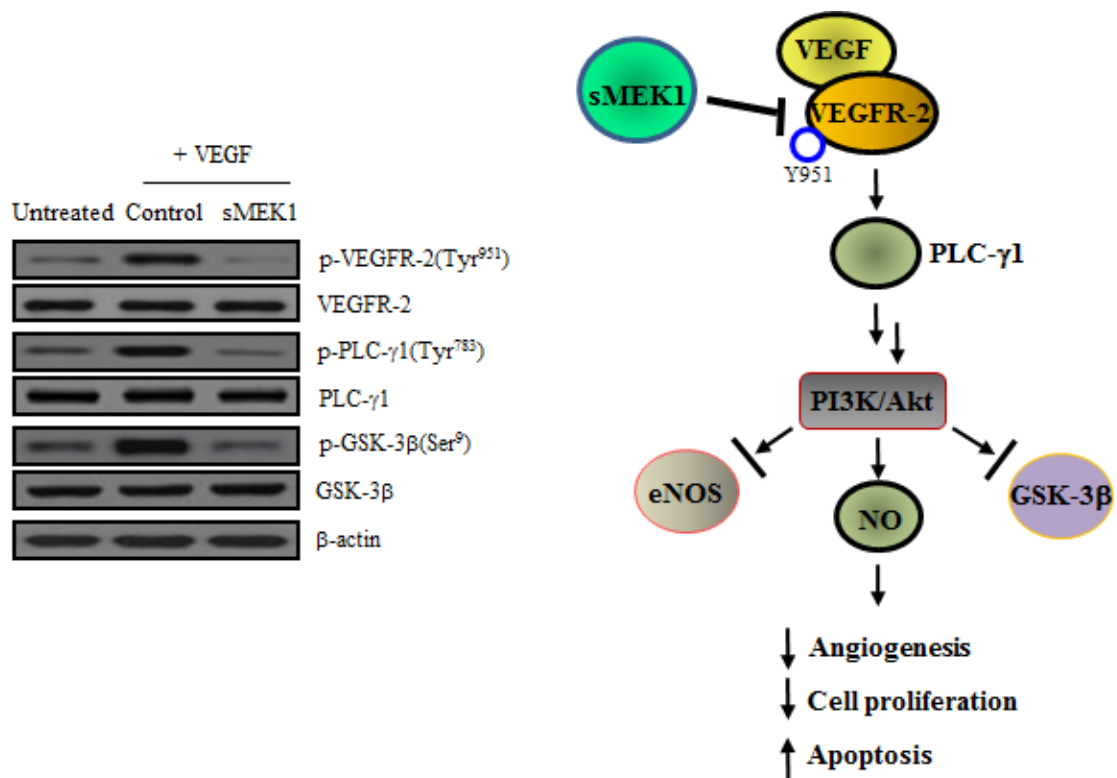 + VEGF
Untreated Control sMEK1
p-VEGFR-2(Tyr⁹⁵¹)
VEGFR-2
p-PLC-γ1(Tyr⁷⁸³)
PLC-γ1
p-GSK-3β(Ser⁹)
GSK-3β
β-actin
sMEK1
VEGF
VEGFR-2
Y951
PLC-γ1
PI3K/Akt
eNOS
NO
GSK-3β
↓ Angiogenesis
↓ Cell proliferation
↑ Apoptosis